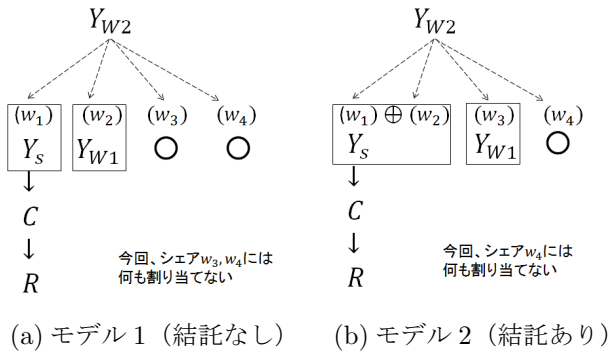 Y_{W2}
(w_1) (w_2) (w_3) (w_4)
Y_s Y_{W1}
C
R
今回、シェアw_3, w_4には
何も割り当てない
(a) モデル 1（結託なし）
Y_{W2}
(w_1) ⊕ (w_2) (w_3) (w_4)
Y_s Y_{W1}
C
R
今回、シェアw_4には
何も割り当てない
(b) モデル 2（結託あり）